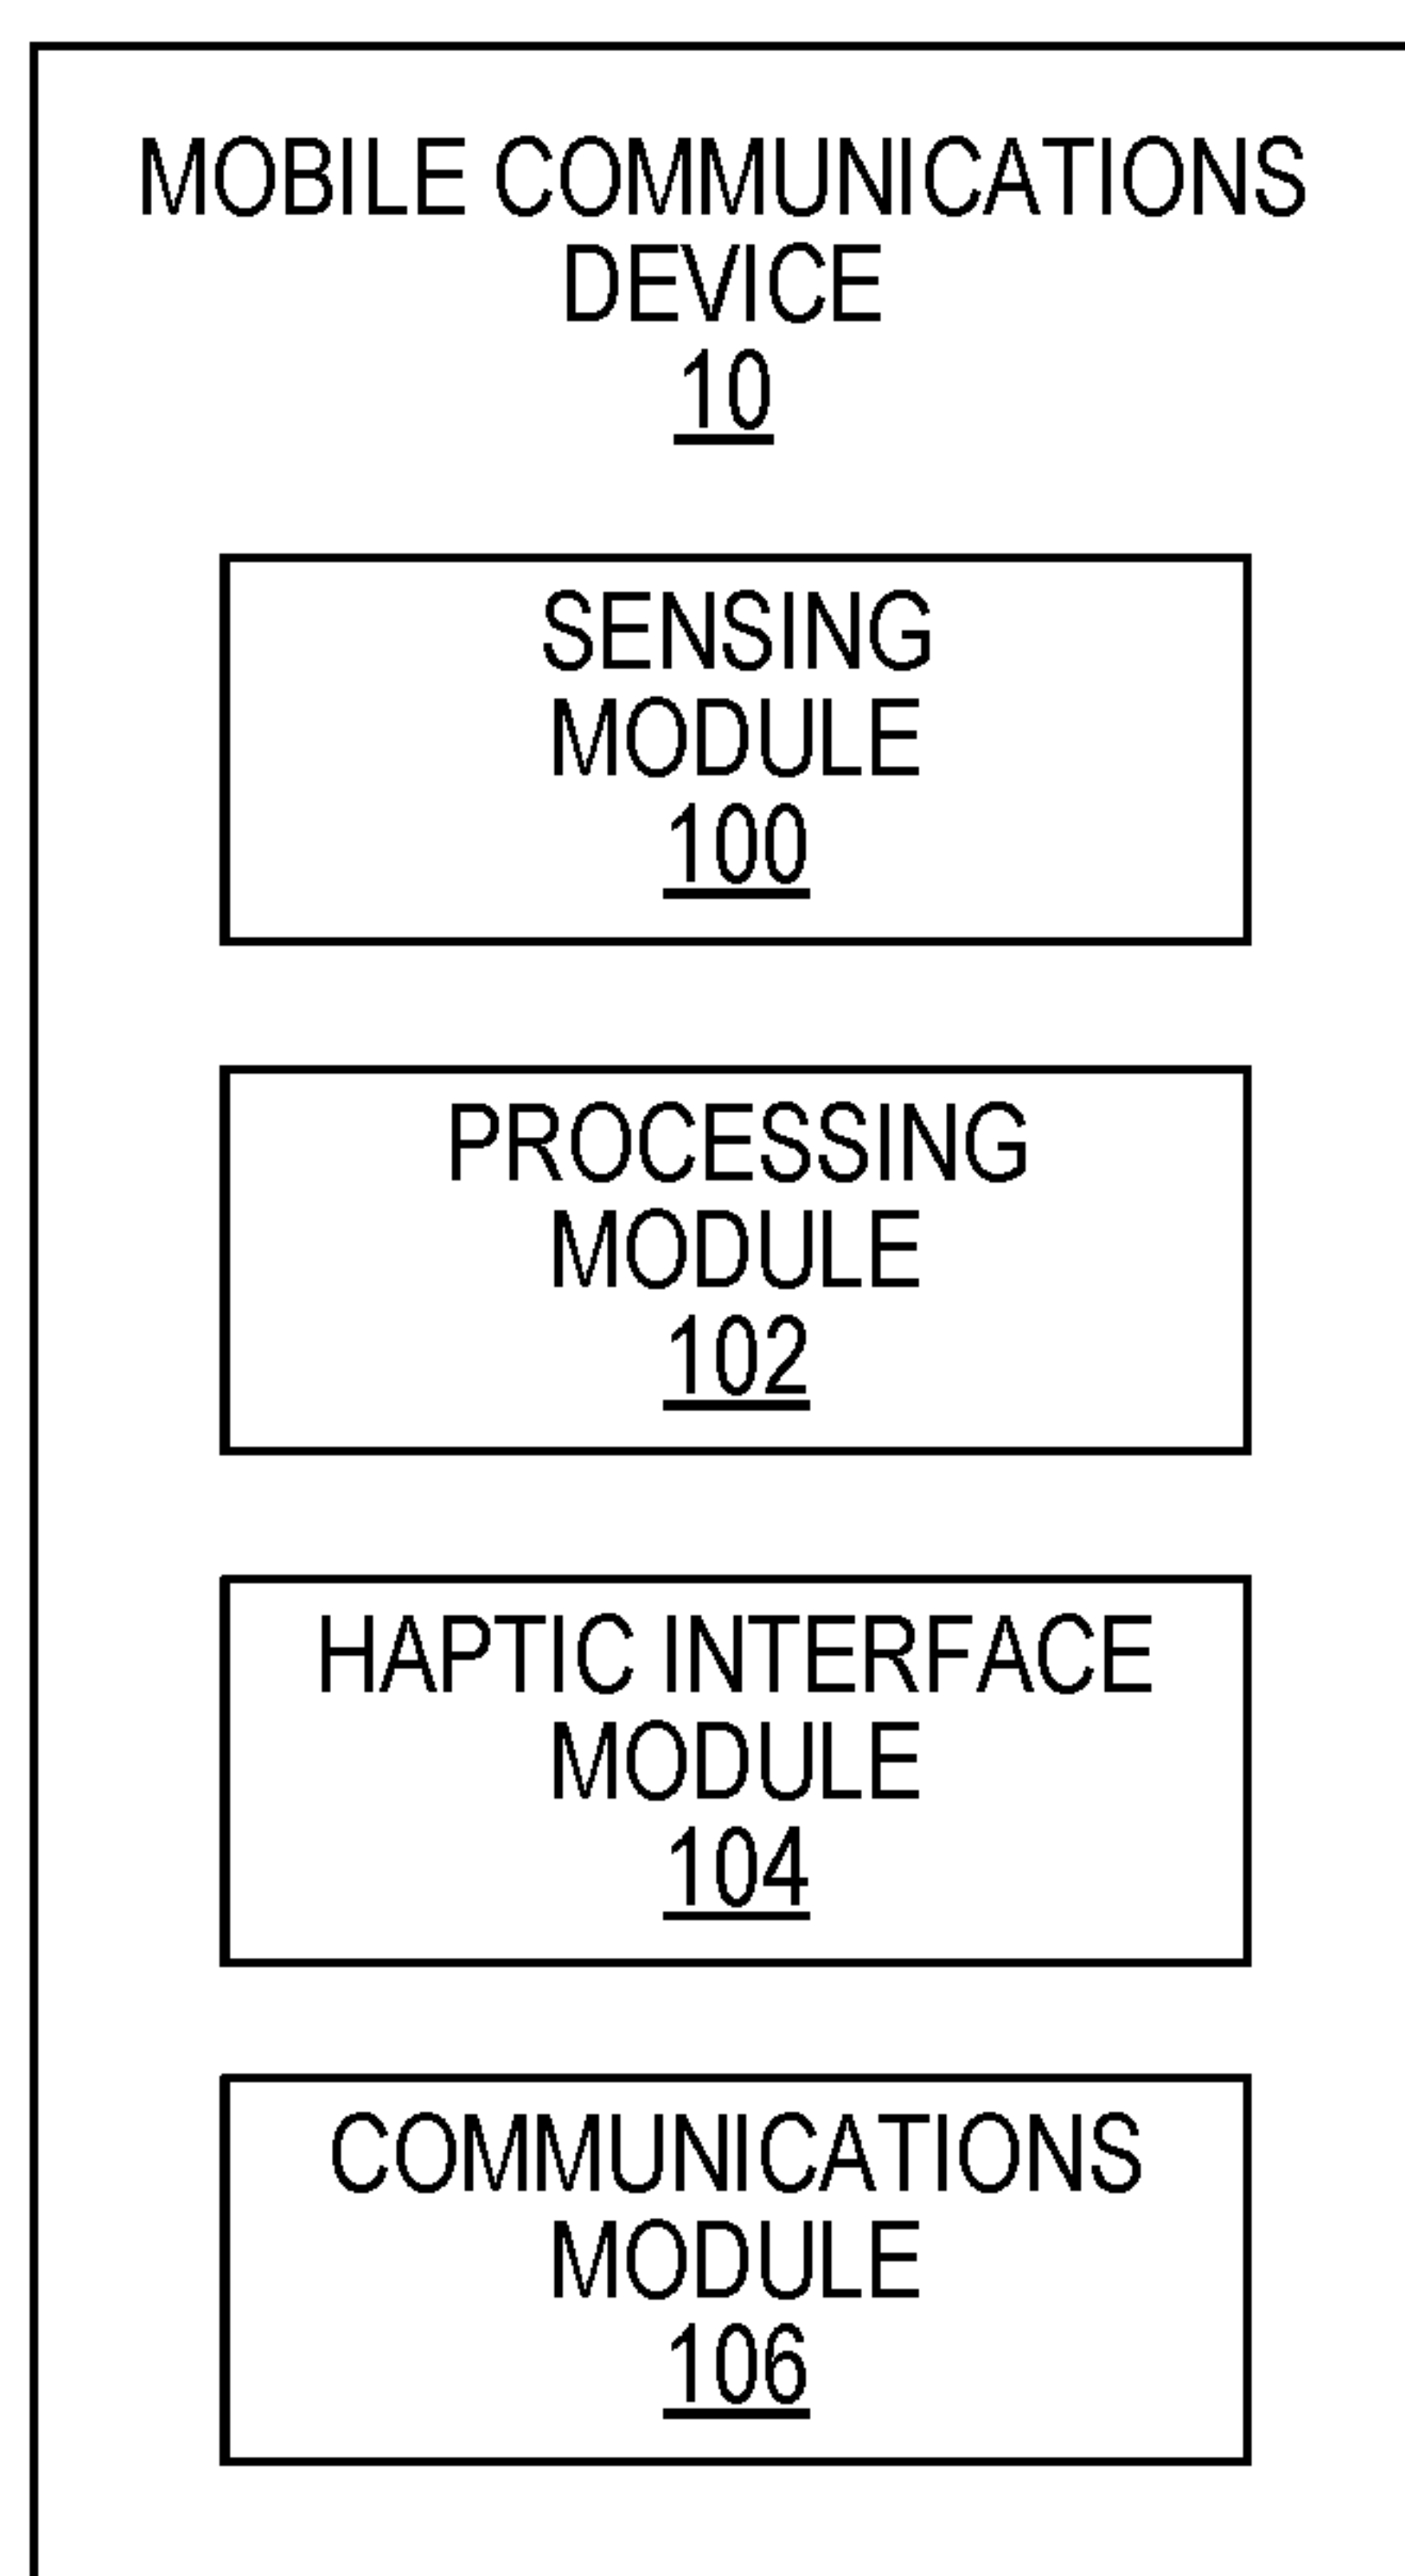 MOBILE COMMUNICATIONS
DEVICE
10
SENSING
MODULE
100
PROCESSING
MODULE
102
HAPTIC INTERFACE
MODULE
104
COMMUNICATIONS
MODULE
106